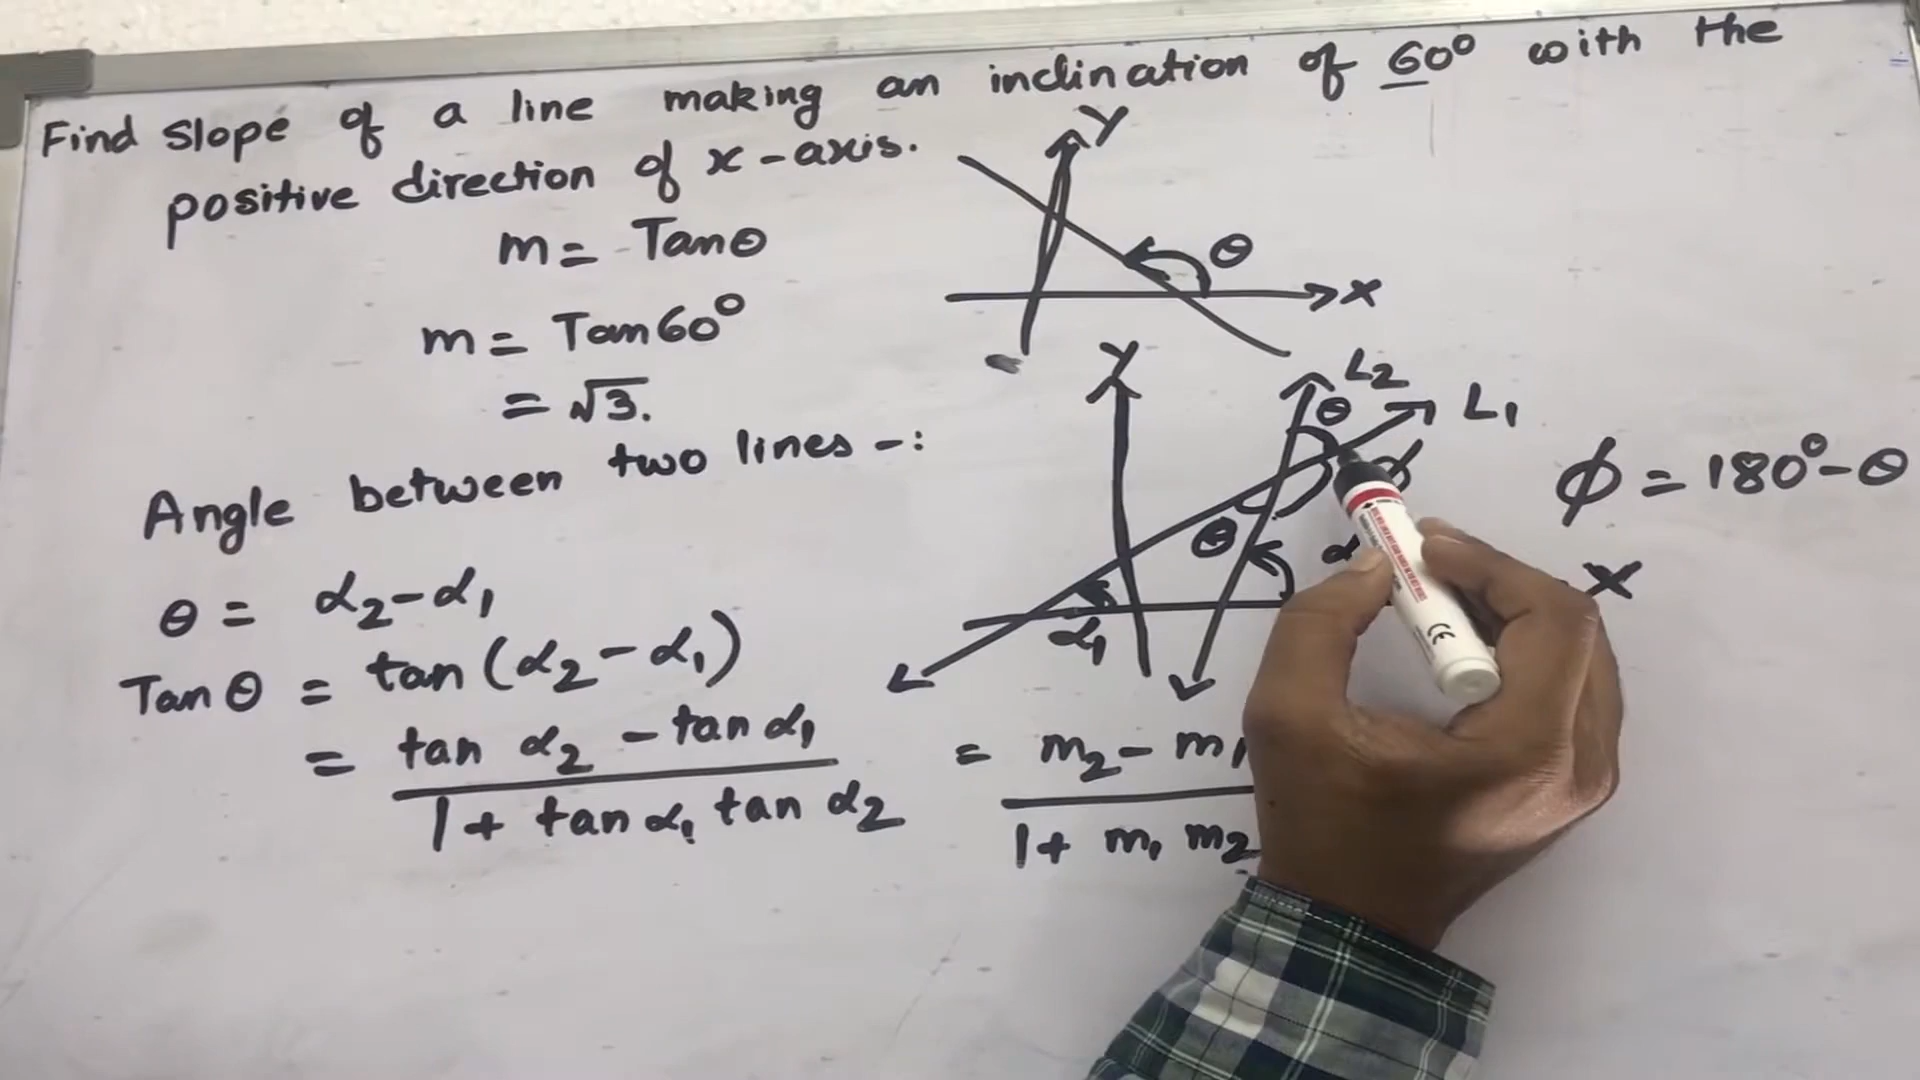 Find slope of a line making an inclination of 60° with the
positive direction of x-axis.
m = Tanθ
m = Tan60°
= √3.
Angle between two lines -:
θ = α2-α1
Tan θ = tan (α2 - α1)
= tan α2 - tan α1 / 1+ tan α1 tan α2 = m2 - m1 / 1+ m1 m2
Y
θ
X
Y
L2
θ
L1
ϕ
θ
α
X
α1
ϕ = 180° - θ
CE